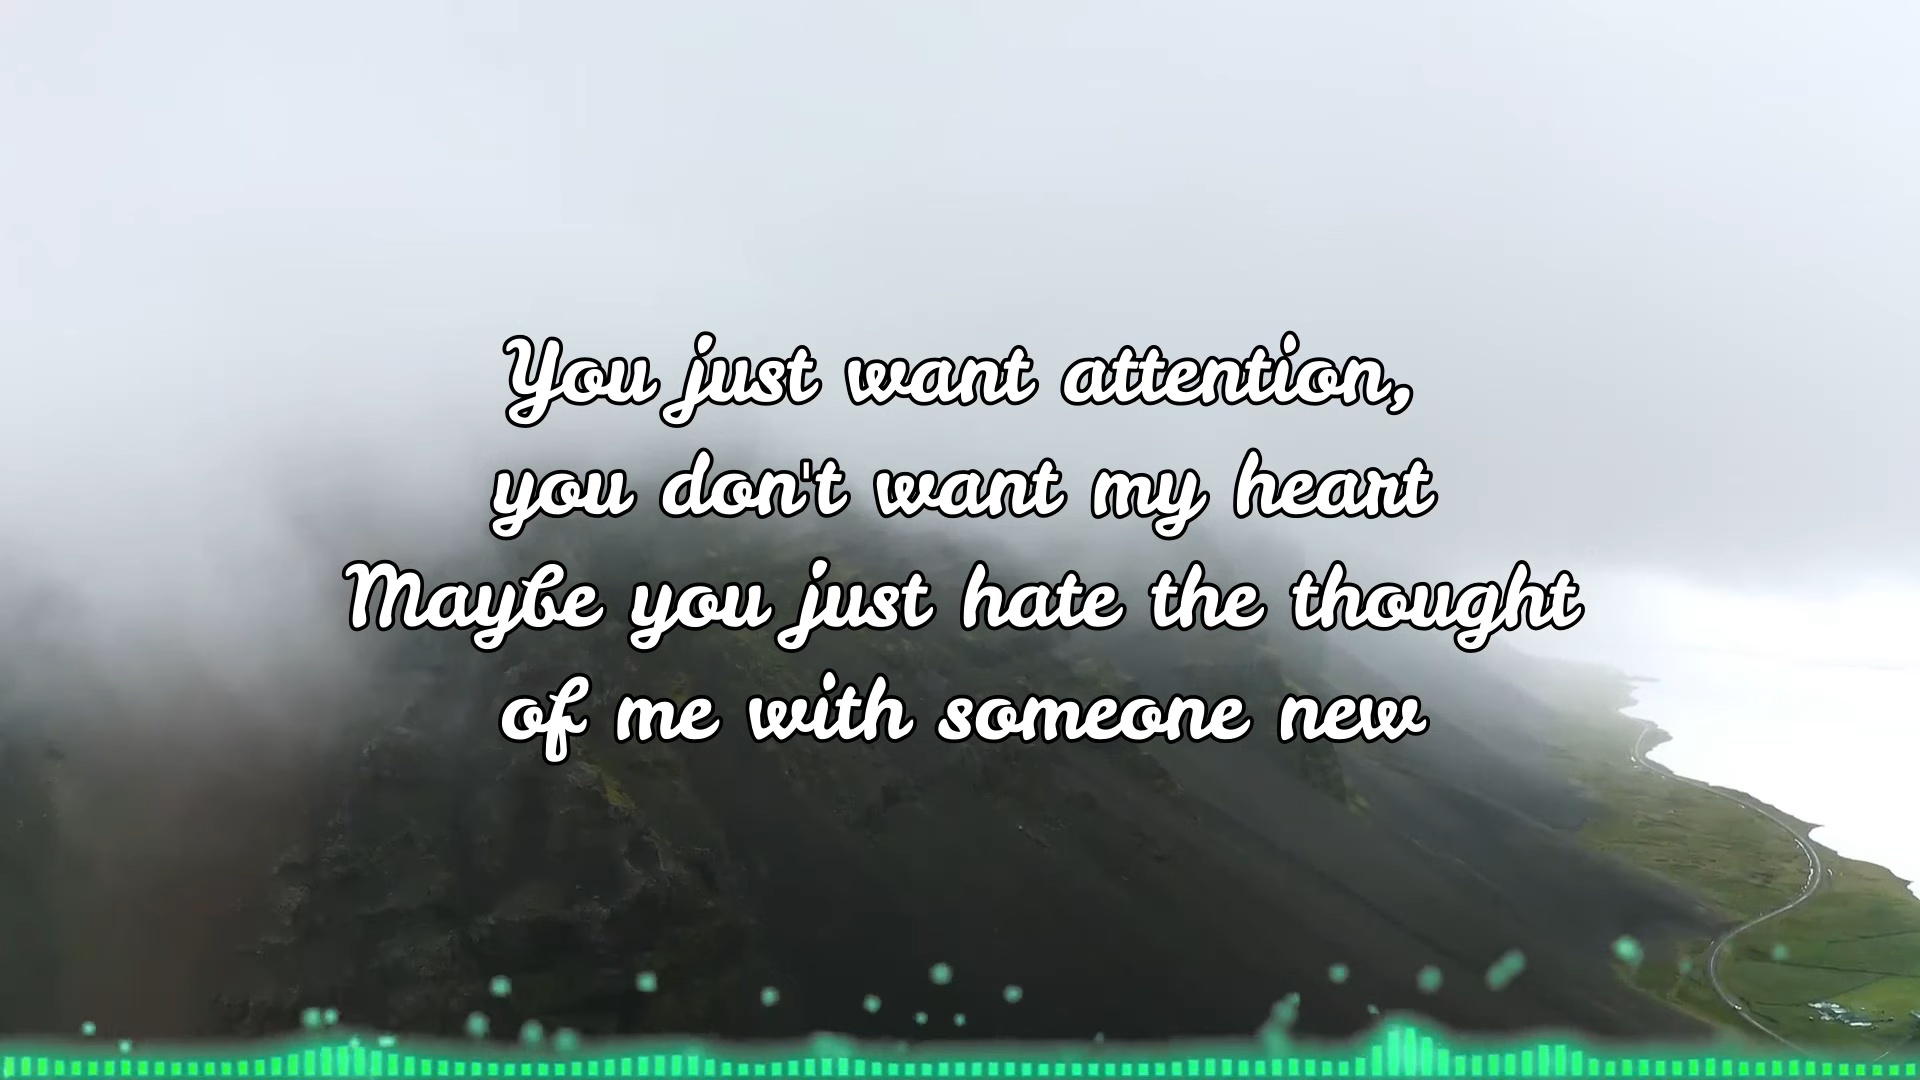 You just want attention,
you don't want my heart
Maybe you just hate the thought
of me with someone new